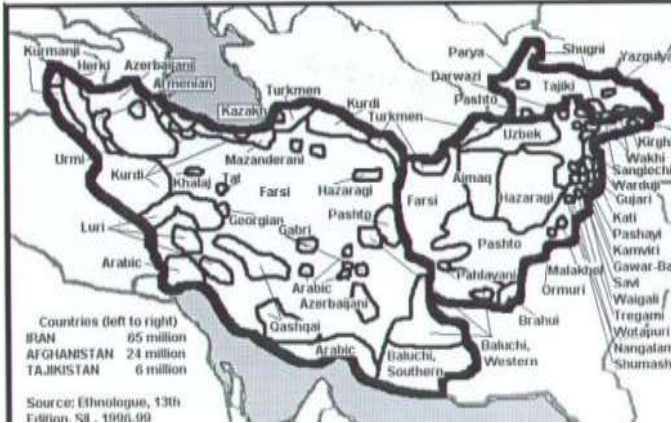 Kurmanji
Herki
Azerbaijani
Armenian
Kazakh
Turkmen
Kurdi
Turkmen
Parya
Darwazi
Pashto
Shugni
Yazgulya
Tajiki
Uzbek
Kirgh
Wakhi
Sanglechi
Warduji
Gujari
Kati
Pashayi
Kamviri
Gawar-Ba
Savi
Waigali
Tregami
Wotapuri
Nangalam
Shumash
Urmi
Kurdi
Mazanderani
Khalaj
Tat
Farsi
Hazaragi
Farsi
Aimaq
Hazaragi
Luri
Georgian
Gabri
Pashto
Pashto
Arabic
Arabic
Azerbaijani
Pahlavani
Malakhel
Ormuri
Qashqai
Arabic
Baluchi,
Southern
Baluchi,
Western
Brahui
Countries (left to right)
IRAN 65 million
AFGHANISTAN 24 million
TAJIKISTAN 6 million
Source: Ethnologue, 13th
Edition, SIL, 1996-99